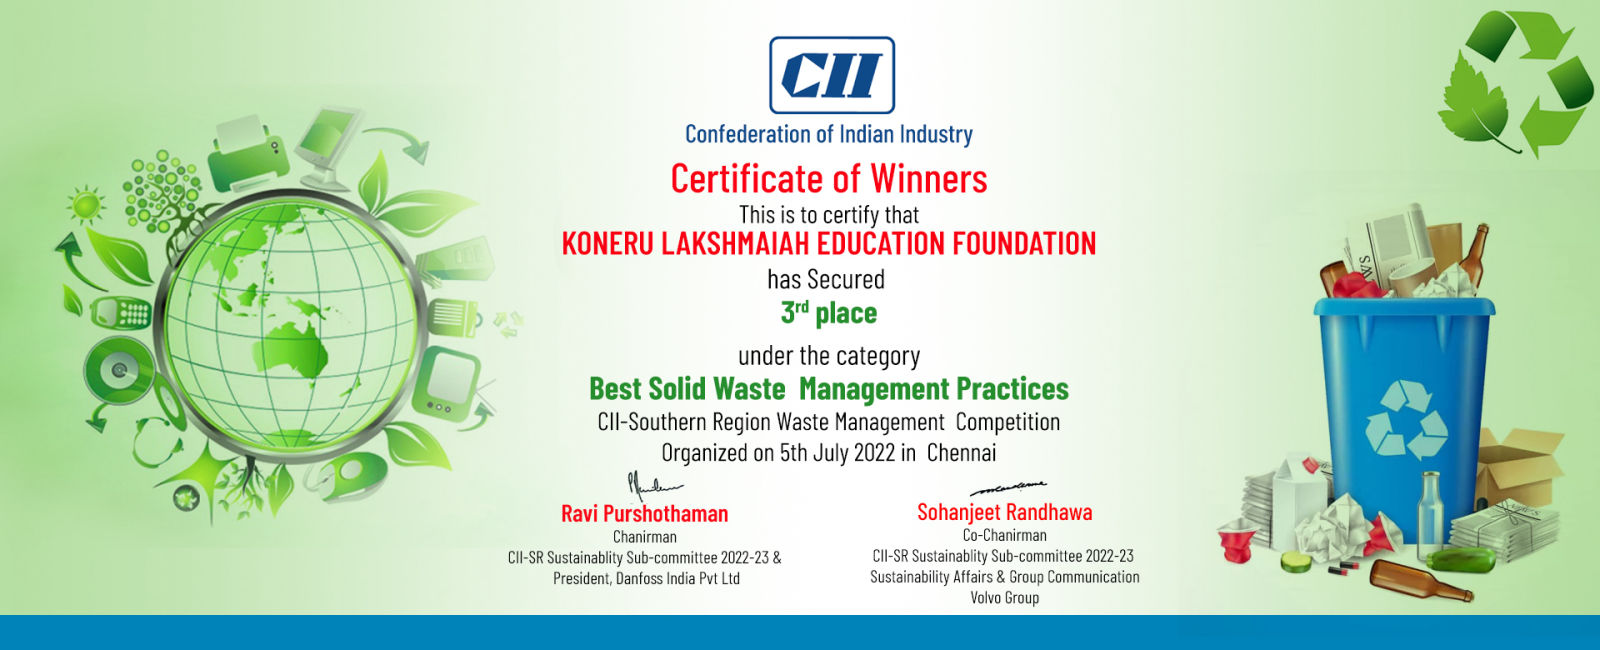 CII
Confederation of Indian Industry
Certificate of Winners
This is to certify that
KONERU LAKSHMAIAH EDUCATION FOUNDATION
has Secured
3rd place
under the category
Best Solid Waste Management Practices
CII-Southern Region Waste Management Competition
Organized on 5th July 2022 in Chennai
Ravi Purshothaman
Chanirman
CII-SR Sustainablity Sub-committee 2022-23 &
President, Danfoss India Pvt Ltd
Sohanjeet Randhawa
Co-Chanirman
CII-SR Sustainablity Sub-committee 2022-23
Sustainability Affairs & Group Communication
Volvo Group